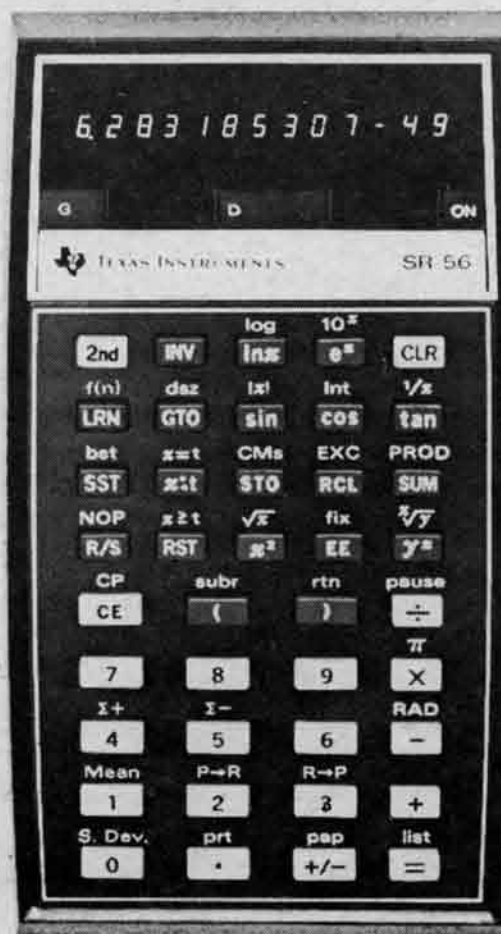 6.283185307-49
G D ON
TEXAS INSTRUMENTS SR 56
log 10ˣ
2nd INV lnx eˣ CLR
f(n) dsz |x| Int 1/x
LRN GTO sin cos tan
bst x=t CMs EXC PROD
SST x:t STO RCL SUM
NOP x≥t √x fix ˣ√y
R/S RST x² EE yˣ
CP subr rtn pause
CE ( ) ÷
π
7 8 9 ×
Σ+ Σ- RAD
4 5 6 -
Mean P→R R→P
1 2 3 +
S. Dev. prt pap list
0 . +/- =